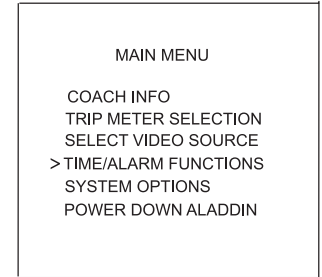 MAIN MENU
COACH INFO
TRIP METER SELECTION
SELECT VIDEO SOURCE
> TIME/ALARM FUNCTIONS
SYSTEM OPTIONS
POWER DOWN ALADDIN